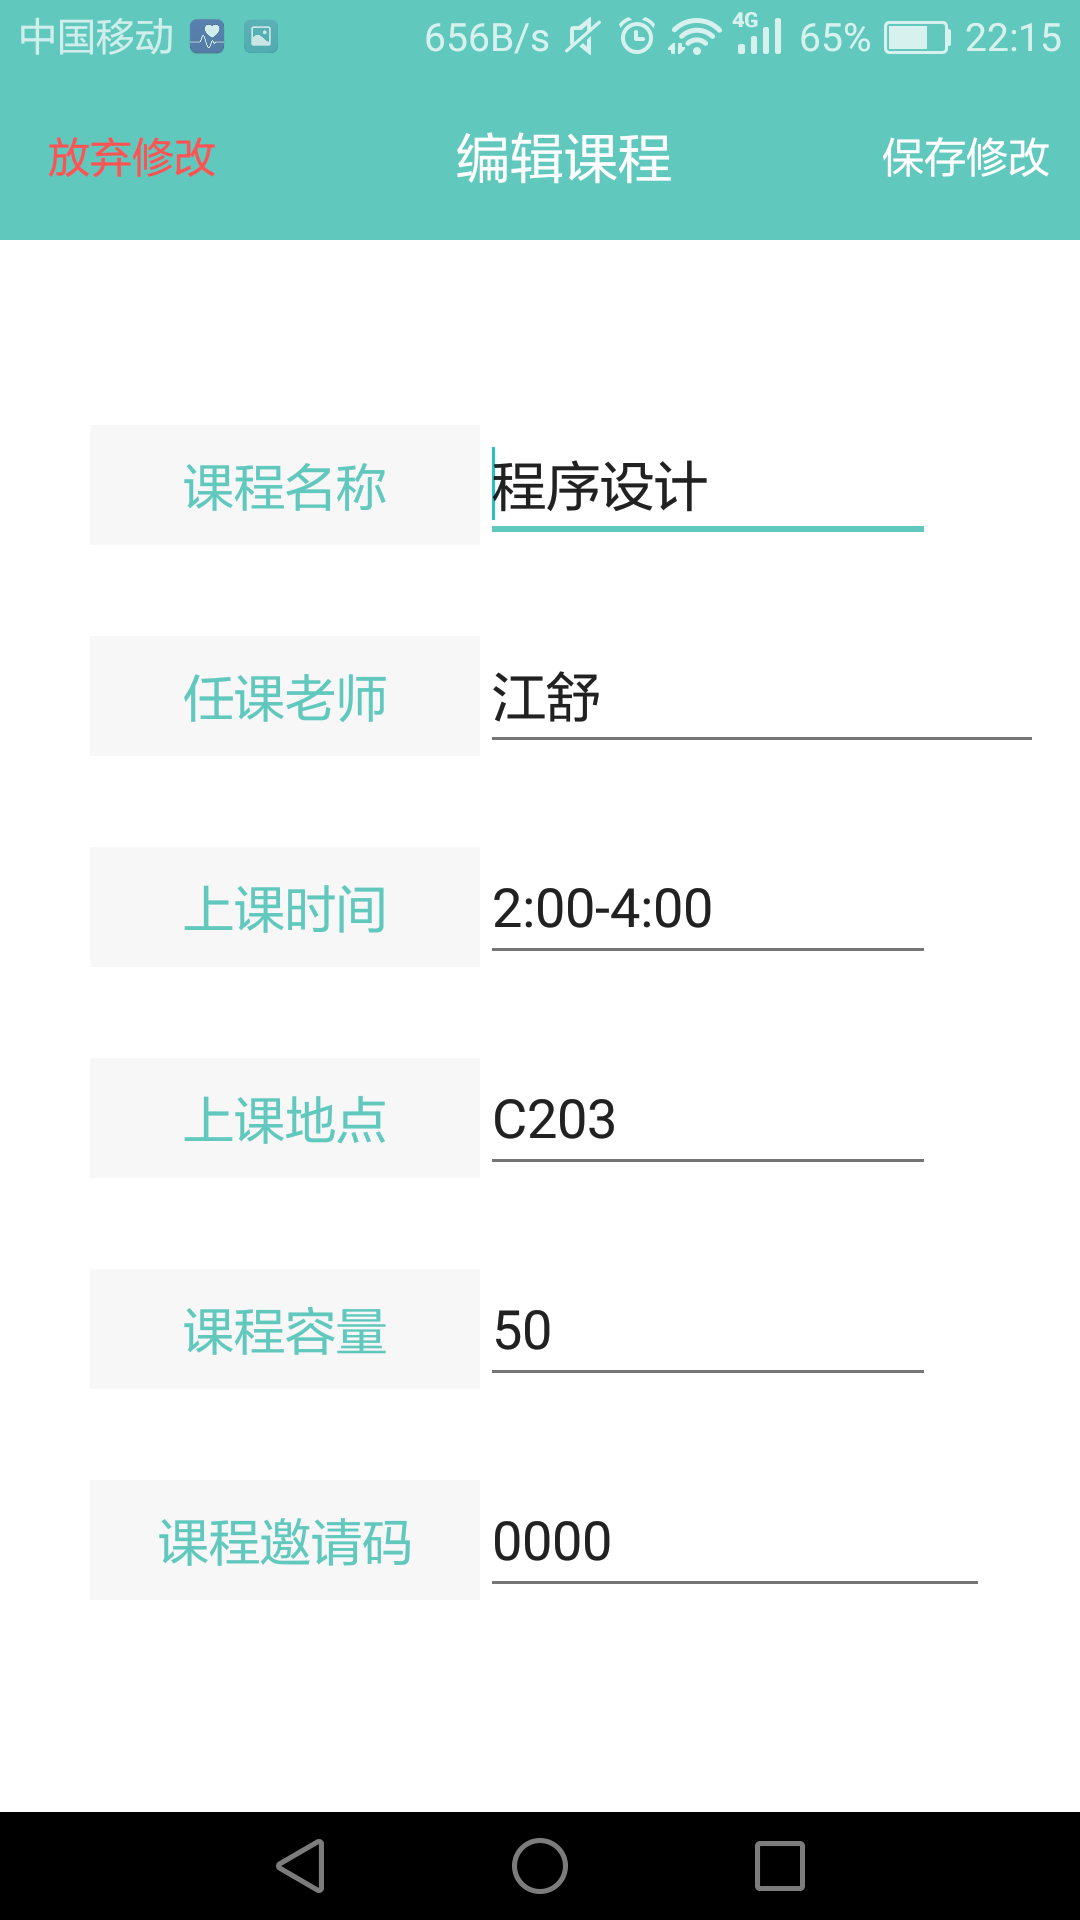 中国移动 656B/s 4G 65% 22:15
放弃修改 编辑课程 保存修改
课程名称 程序设计
任课老师 江舒
上课时间 2:00-4:00
上课地点 C203
课程容量 50
课程邀请码 0000